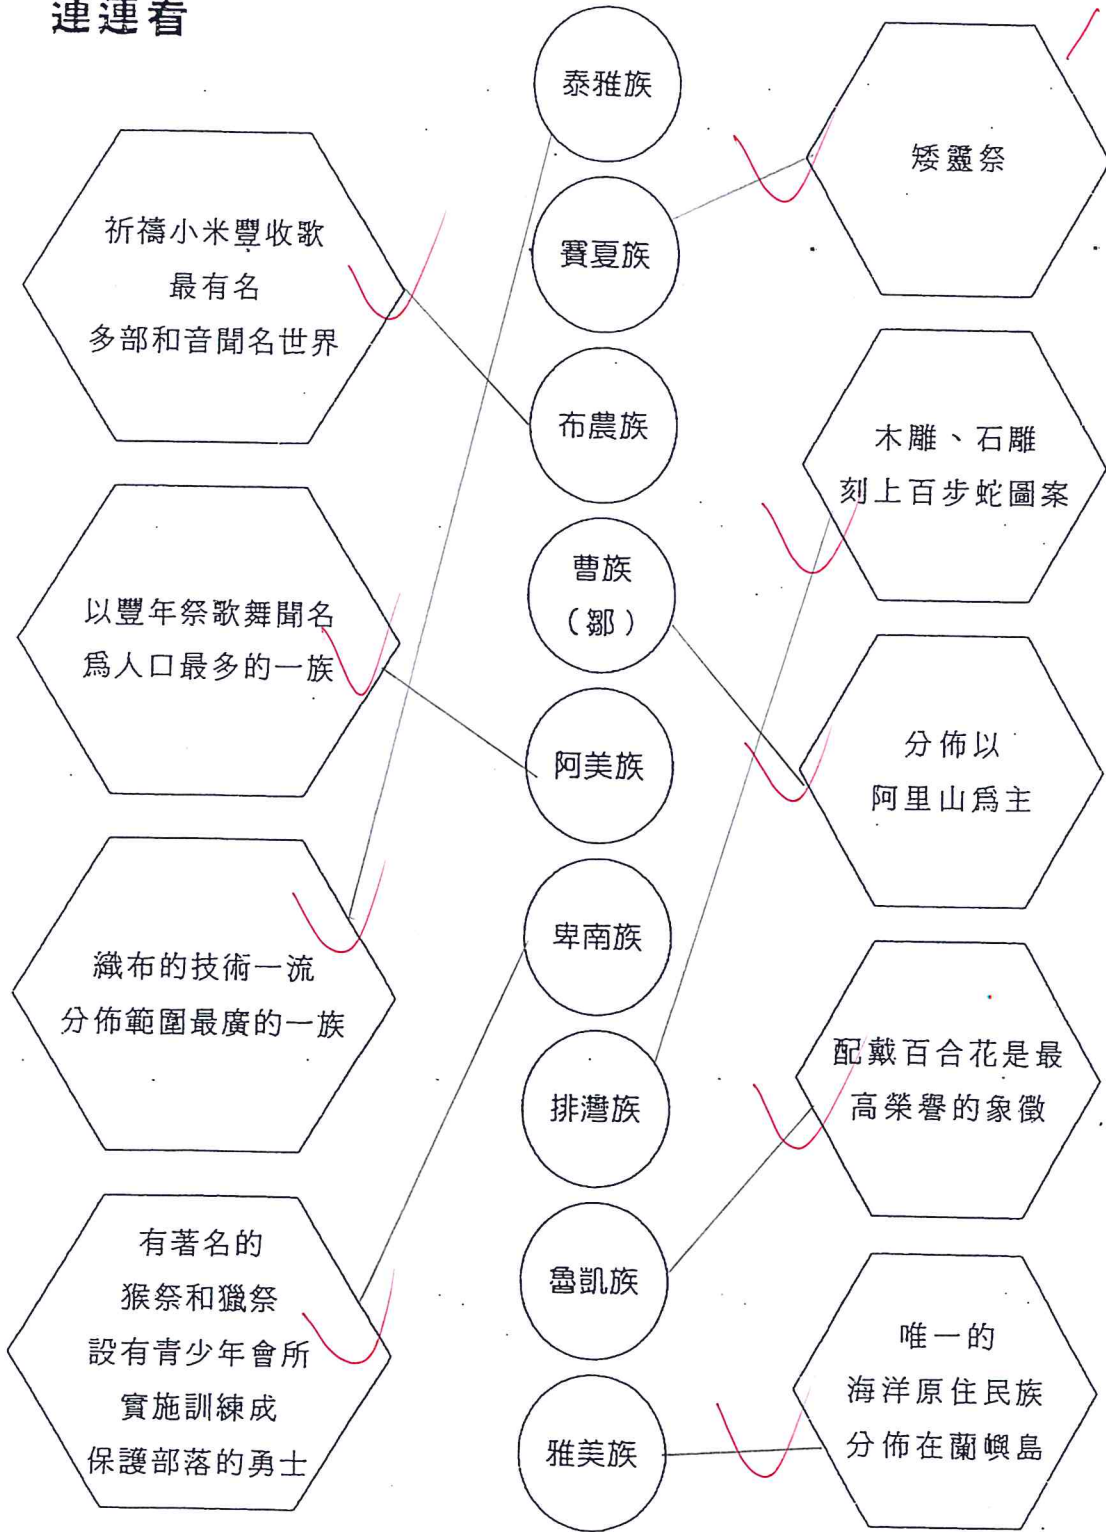 連連看
祈禱小米豐收歌
最有名
多部和音聞名世界
以豐年祭歌舞聞名
爲人口最多的一族
織布的技術一流
分佈範圍最廣的一族
有著名的
猴祭和獵祭
設有青少年會所
實施訓練成
保護部落的勇士
泰雅族
賽夏族
布農族
曹族
（鄒）
阿美族
卑南族
排灣族
魯凱族
雅美族
矮靈祭
木雕、石雕
刻上百步蛇圖案
分佈以
阿里山爲主
配戴百合花是最
高榮譽的象徵
唯一的
海洋原住民族
分佈在蘭嶼島